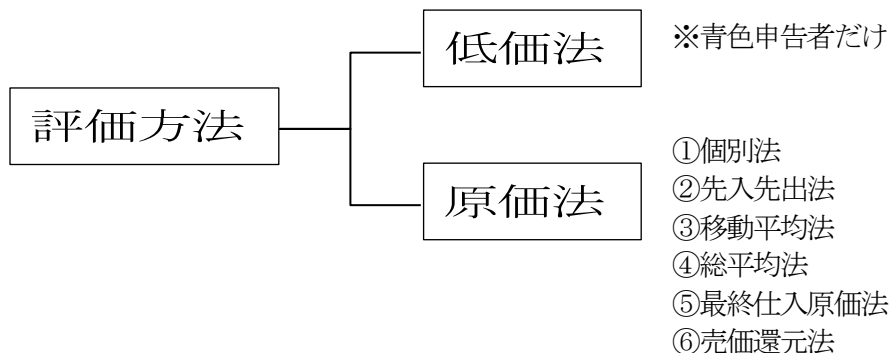 評価方法
低価法
※青色申告者だけ
原価法
①個別法
②先入先出法
③移動平均法
④総平均法
⑤最終仕入原価法
⑥売価還元法